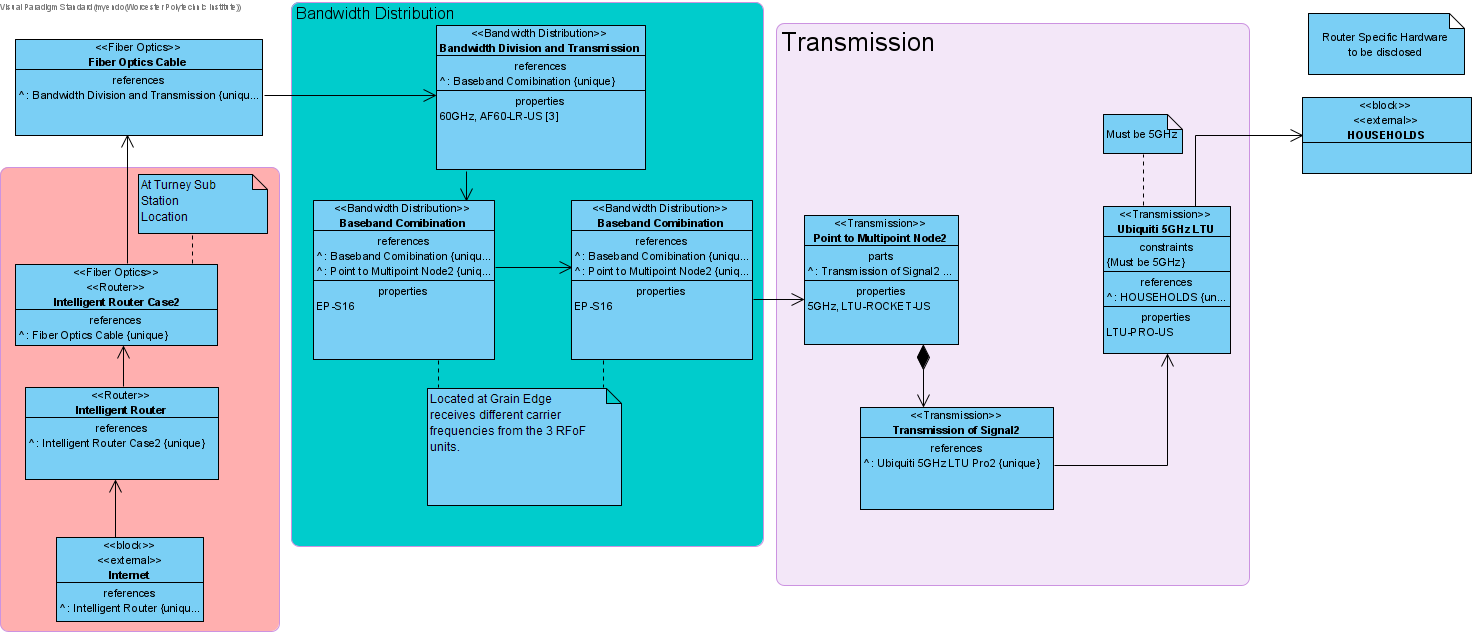 Visual Paradigm Standard(myendo(Worcester Polytechnic Institute))
<<Fiber Optics>>
Fiber Optics Cable
references
^ : Bandwidth Division and Transmission {uniqu...
At Turney Sub
Station
Location
<<Fiber Optics>>
<<Router>>
Intelligent Router Case2
references
^ : Fiber Optics Cable {unique}
<<Router>>
Intelligent Router
references
^ : Intelligent Router Case2 {unique}
<<block>>
<<external>>
Internet
references
^ : Intelligent Router {uniqu...
Bandwidth Distribution
<<Bandwidth Distribution>>
Bandwidth Division and Transmission
references
^ : Baseband Comibination {unique}
properties
60GHz, AF60-LR-US [3]
<<Bandwidth Distribution>>
Baseband Comibination
references
^ : Baseband Comibination {uniqu...
^ : Point to Multipoint Node2 {uniq...
properties
EP-S16
<<Bandwidth Distribution>>
Baseband Comibination
references
^ : Baseband Comibination {uniqu...
^ : Point to Multipoint Node2 {uniq...
properties
EP-S16
Located at Grain Edge
receives different carrier
frequencies from the 3 RFoF
units.
Transmission
<<Transmission>>
Point to Multipoint Node2
parts
^ : Transmission of Signal2 ...
properties
5GHz, LTU-ROCKET-US
<<Transmission>>
Transmission of Signal2
references
^ : Ubiquiti 5GHz LTU Pro2 {unique}
Must be 5GHz
<<Transmission>>
Ubiquiti 5GHz LTU
constraints
{Must be 5GHz}
references
^ : HOUSEHOLDS {un...
properties
LTU-PRO-US
Router Specific Hardware
to be disclosed
<<block>>
<<external>>
HOUSEHOLDS